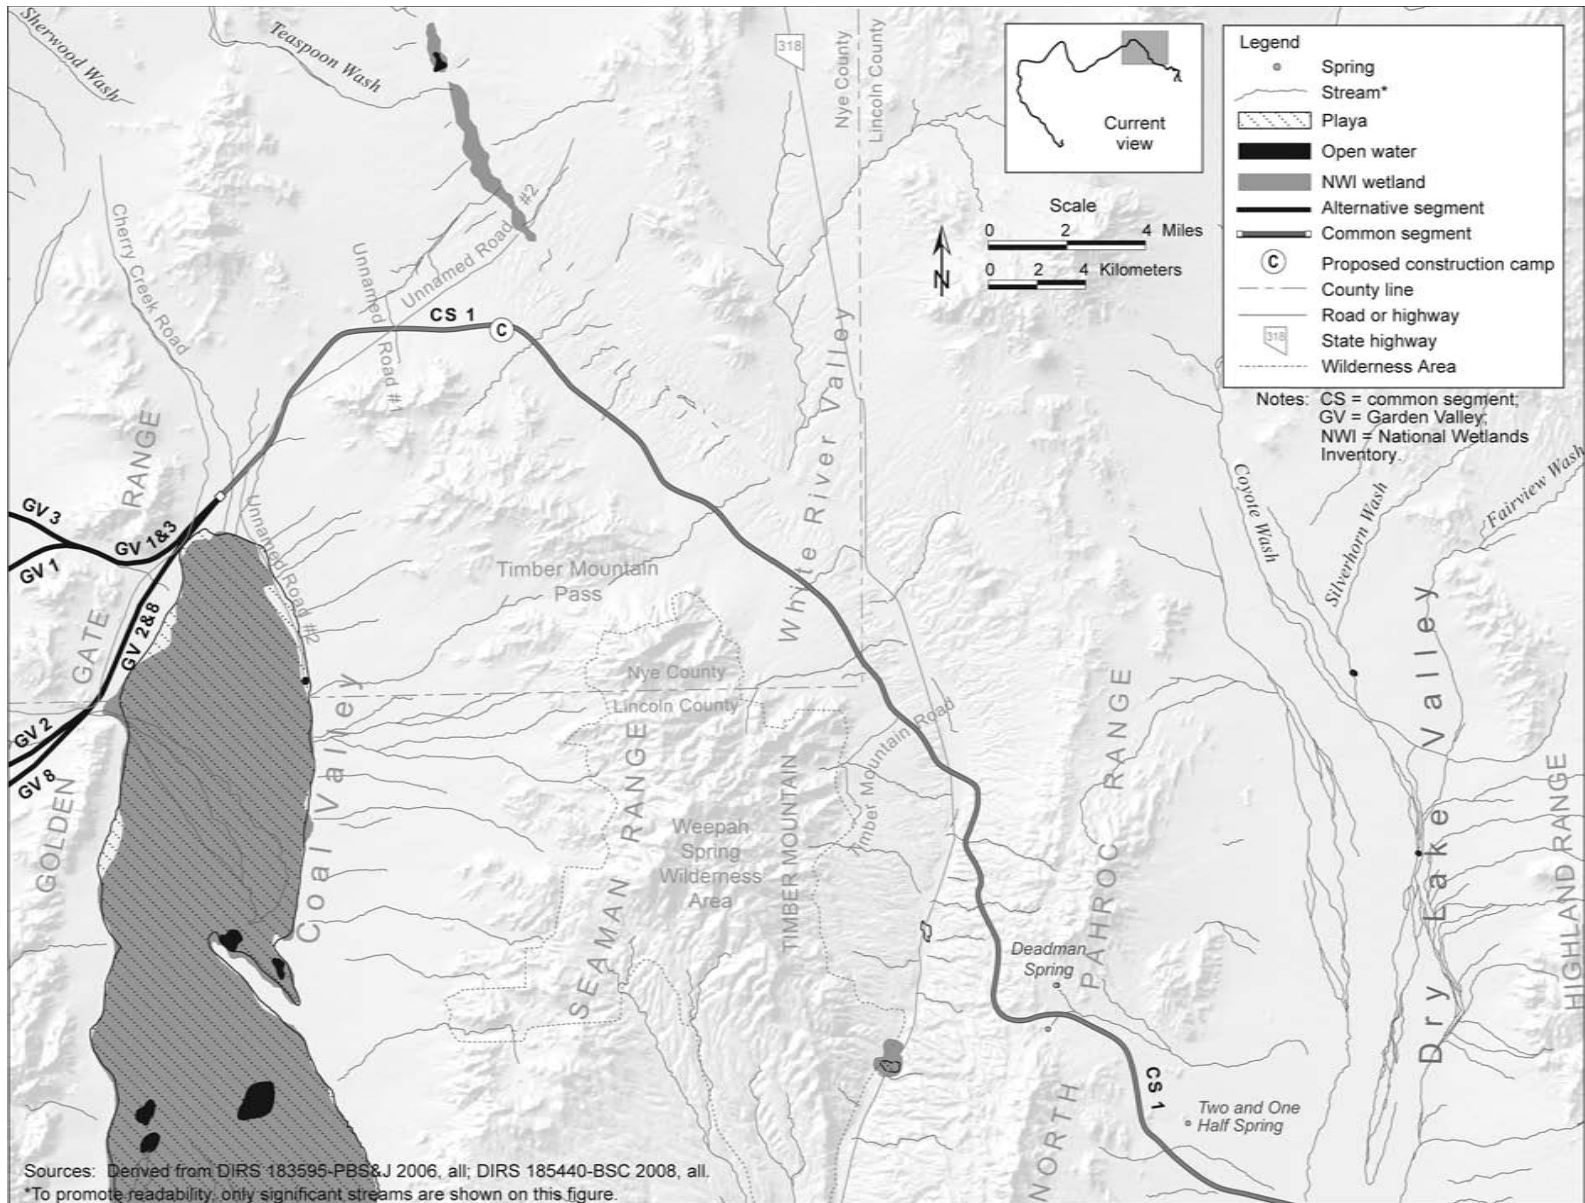 Sherwood Wash
Teaspoon Wash
318
Nye County
Lincoln County
Current
view
Legend
Spring
Stream*
Playa
Open water
NWI wetland
Alternative segment
Common segment
C
Proposed construction camp
County line
Road or highway
318
State highway
Wilderness Area
Notes: CS = common segment;
GV = Garden Valley;
NWI = National Wetlands
Inventory.
Scale
0 2 4 Miles
0 2 4 Kilometers
N
Cherry Creek Road
Unnamed Road #1
Unnamed Road #2
CS 1
C
White River Valley
GATE RANGE
GV 3
GV 1
GV 1&3
GV 2&8
GV 2
GV 8
GOLDEN
Unnamed Road #2
Coal Valley
Timber Mountain
Pass
Nye County
Lincoln County
SEAMAN RANGE
Weepah
Spring
Wilderness
Area
TIMBER MOUNTAIN
Timber Mountain Road
Timber Mountain Road
Coyote Wash
Silverhorn Wash
Fairview Wash
Dry Lake Valley
HIGHLAND RANGE
NORTH PAHROC RANGE
Deadman
Spring
CS 1
Two and One
Half Spring
Sources: Derived from DIRS 183595-PBS&J 2006, all; DIRS 185440-BSC 2008, all.
*To promote readability, only significant streams are shown on this figure.